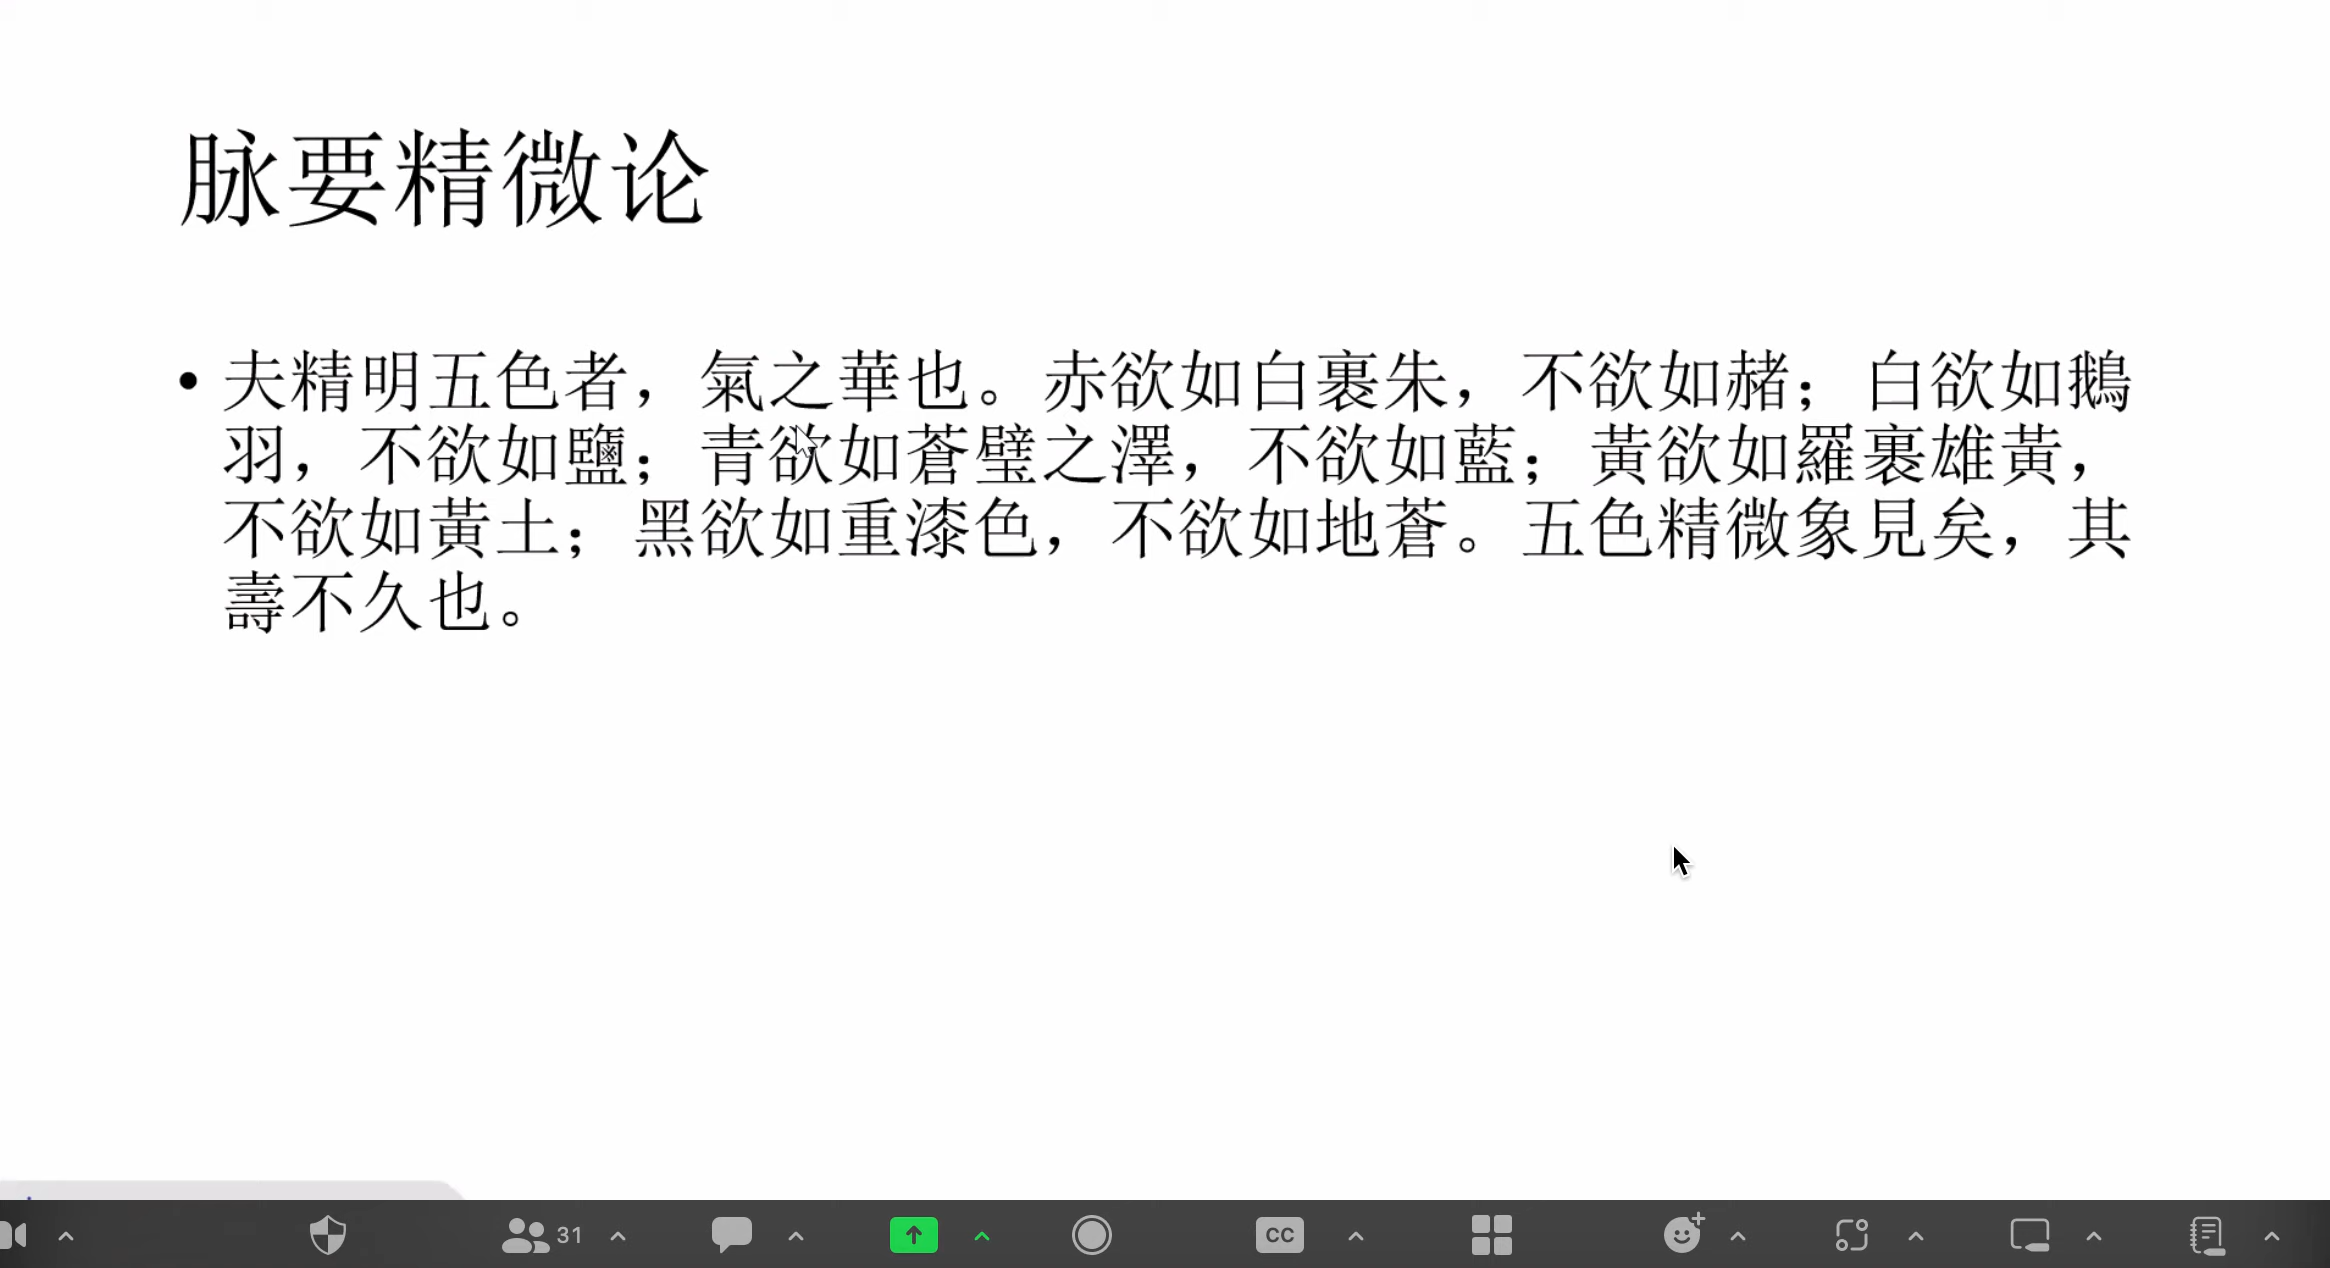 脉要精微论
• 夫精明五色者，氣之華也。赤欲如白裹朱，不欲如赭；白欲如鵝
羽，不欲如鹽；青欲如蒼璧之澤，不欲如藍；黃欲如羅裹雄黃，
不欲如黃土；黑欲如重漆色，不欲如地蒼。五色精微象見矣，其
壽不久也。
31
CC